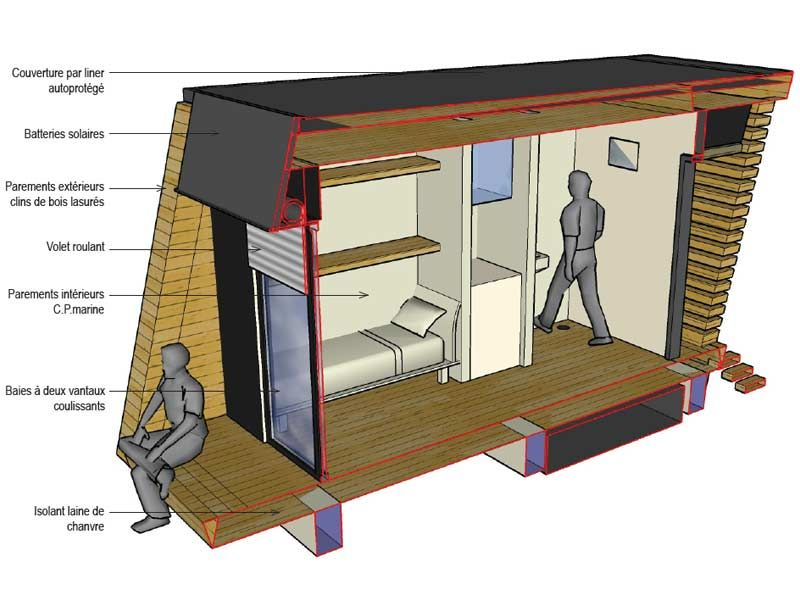 Couverture par liner
autoprotégé
Batteries solaires
Parements extérieurs
clins de bois lasurés
Volet roulant
Parements intérieurs
C.P.marine
Baies à deux vantaux
coulissants
Isolant laine de
chanvre